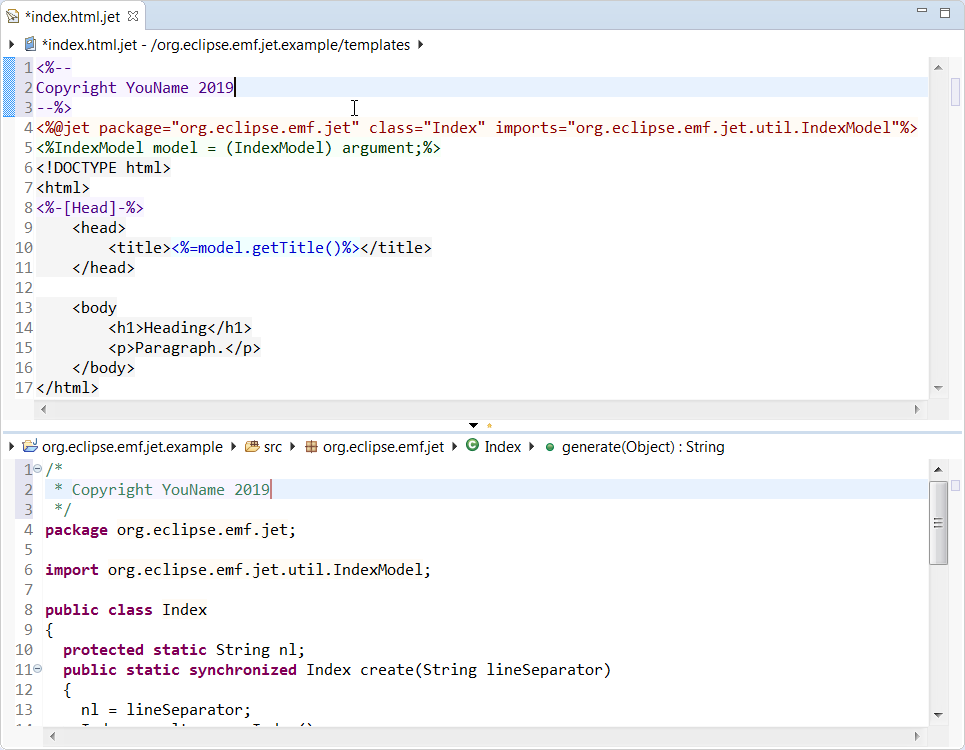 *index.html.jet
*index.html.jet - /org.eclipse.emf.jet.example/templates
1 <%--
2 Copyright YouName 2019
3 --%>
4 <%@jet package="org.eclipse.emf.jet" class="Index" imports="org.eclipse.emf.jet.util.IndexModel"%>
5 <%IndexModel model = (IndexModel) argument;%>
6 <!DOCTYPE html>
7 <html>
8 <%-[Head]-%>
9     <head>
10         <title><%=model.getTitle()%></title>
11     </head>
12
13     <body
14         <h1>Heading</h1>
15         <p>Paragraph.</p>
16     </body>
17 </html>
org.eclipse.emf.jet.example src org.eclipse.emf.jet Index generate(Object) : String
1 /*
2  * Copyright YouName 2019
3  */
4 package org.eclipse.emf.jet;
5
6 import org.eclipse.emf.jet.util.IndexModel;
7
8 public class Index
9 {
10   protected static String nl;
11   public static synchronized Index create(String lineSeparator)
12   {
13     nl = lineSeparator;